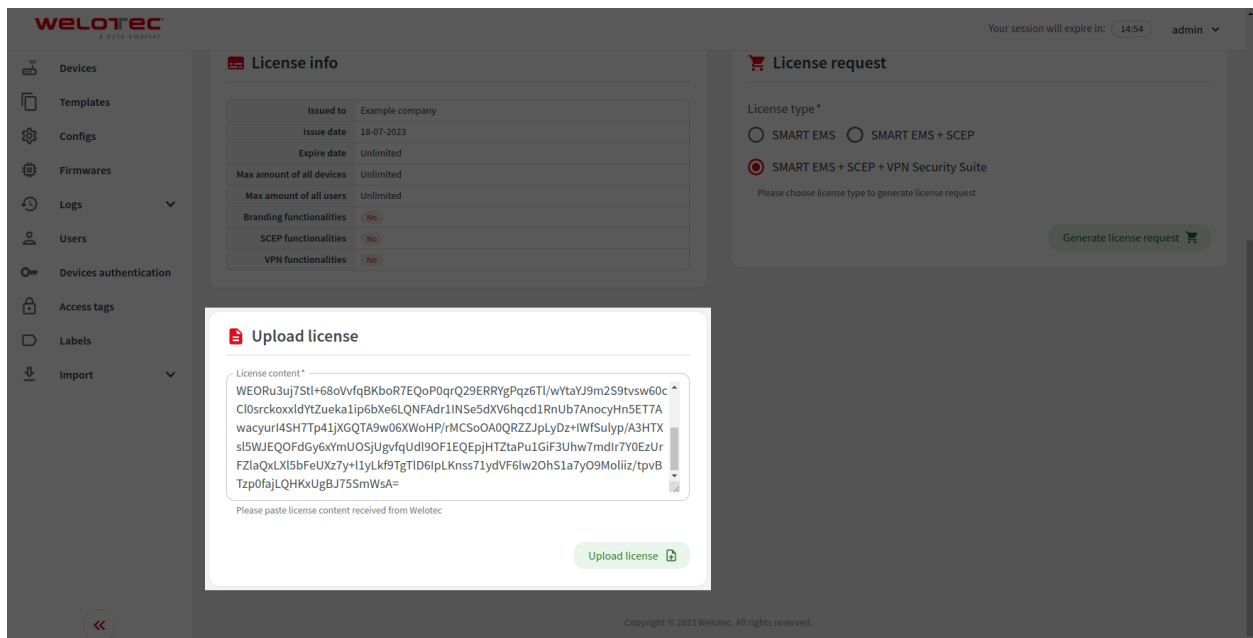 welotec
a byte smarter
Your session will expire in: 14:54 admin
Devices
Templates
Configs
Firmwares
Logs
Users
Devices authentication
Access tags
Labels
Import
License info
Issued to Example company
Issue date 18-07-2023
Expire date Unlimited
Max amount of all devices Unlimited
Max amount of all users Unlimited
Branding functionalities No
SCEP functionalities No
VPN functionalities No
License request
License type*
SMART EMS SMART EMS + SCEP
SMART EMS + SCEP + VPN Security Suite
Please choose license type to generate license request
Generate license request
Upload license
License content*
WEORu3uj7Stl+68oVvfqBKboR7EQoP0qrQ29ERRYgPqz6Tl/wYtaYJ9m2S9tvsw60c
Cl0srckoxxldYtZueka1ip6bXe6LQNFAdr1INSe5dXV6hqcd1RnUb7AnocyHn5ET7A
wacyurI4SH7Tp41jXGQTA9w06XWoHP/rMCSoOA0QRZZJpLyDz+IWfSulyp/A3HTX
sl5WJEQOFdGy6xYmUOSjUgvfqUdl9OF1EQEpjHTZtaPu1GiF3Uhw7mdIr7Y0EzUr
FZlaQxLXl5bFeUXz7y+l1yLkf9TgTlD6IpLKnss71ydVF6lw2OhS1a7yO9Moliiz/tpvB
Tzp0fajLQHKxUgBJ75SmWsA=
Please paste license content received from Welotec
Upload license
Copyright © 2023 Welotec. All rights reserved.